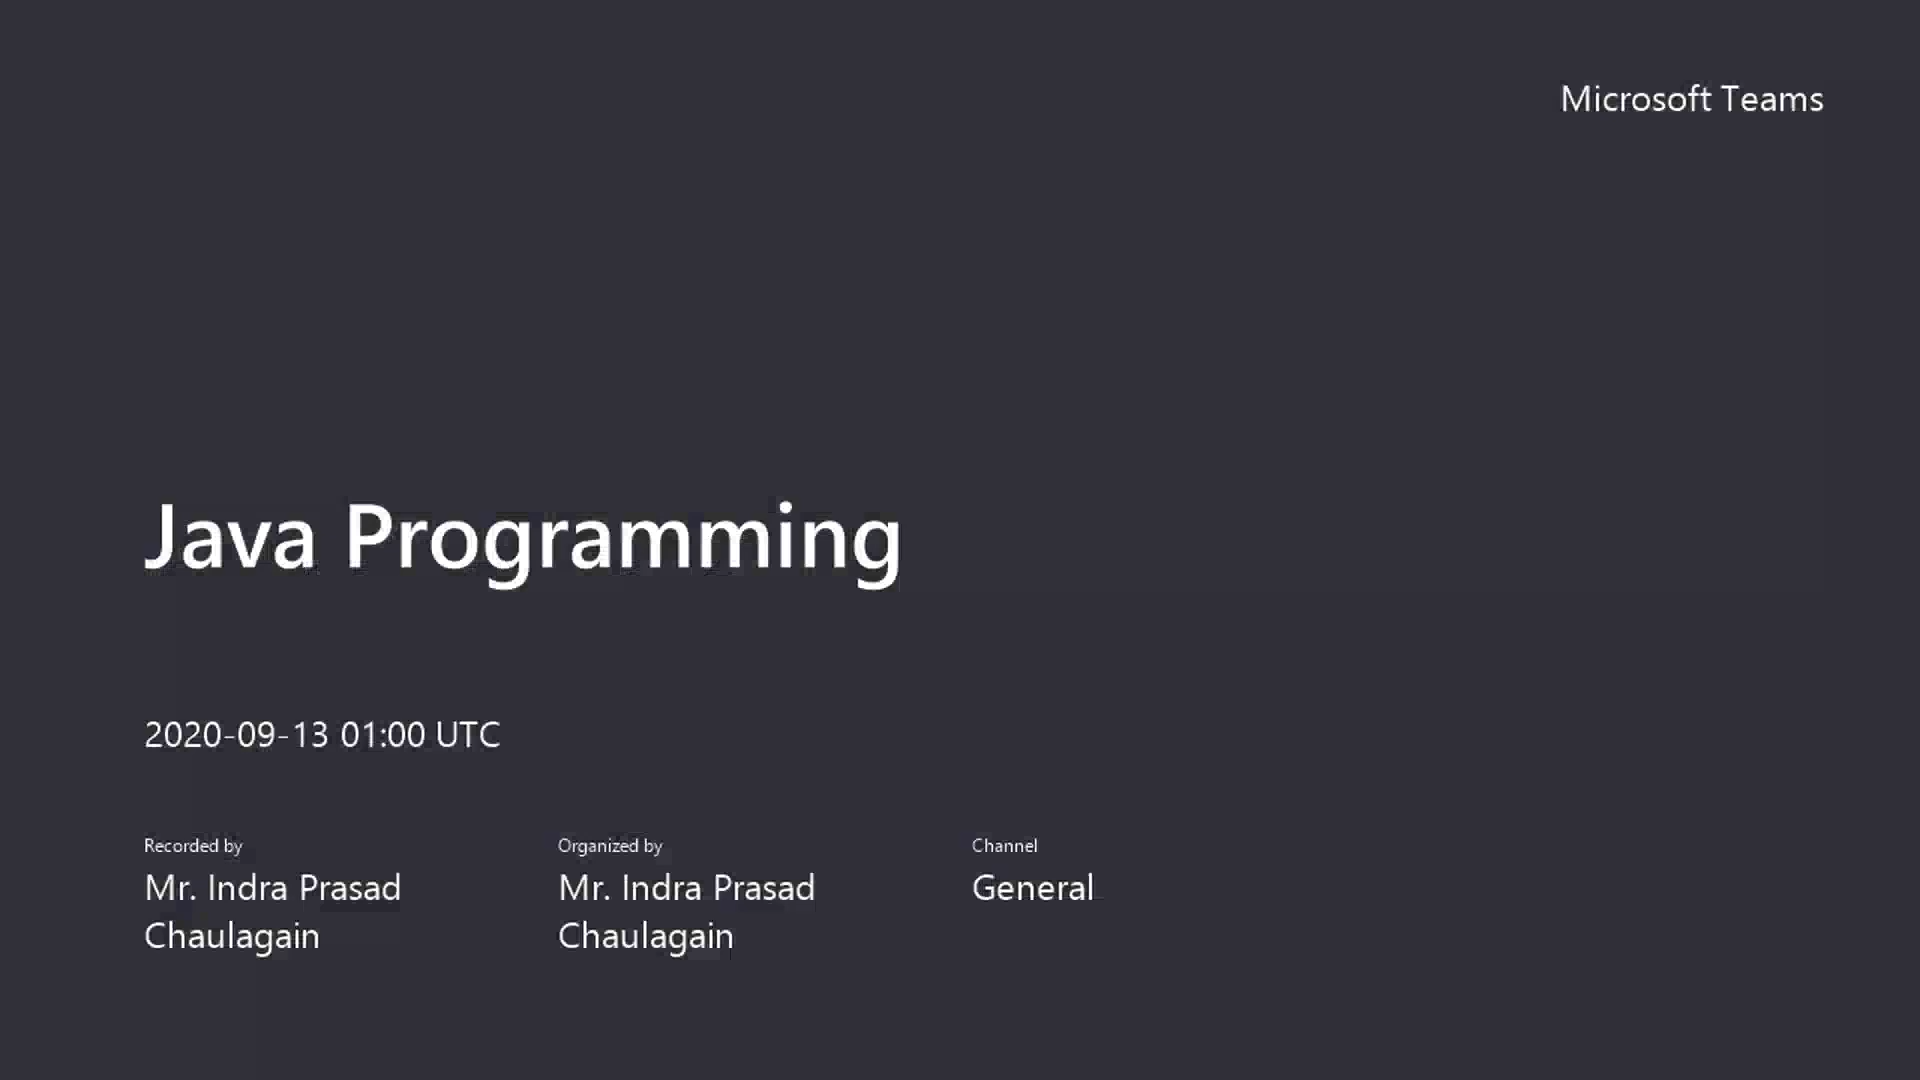 Microsoft Teams
Java Programming
2020-09-13 01:00 UTC
Recorded by
Mr. Indra Prasad
Chaulagain
Organized by
Mr. Indra Prasad
Chaulagain
Channel
General